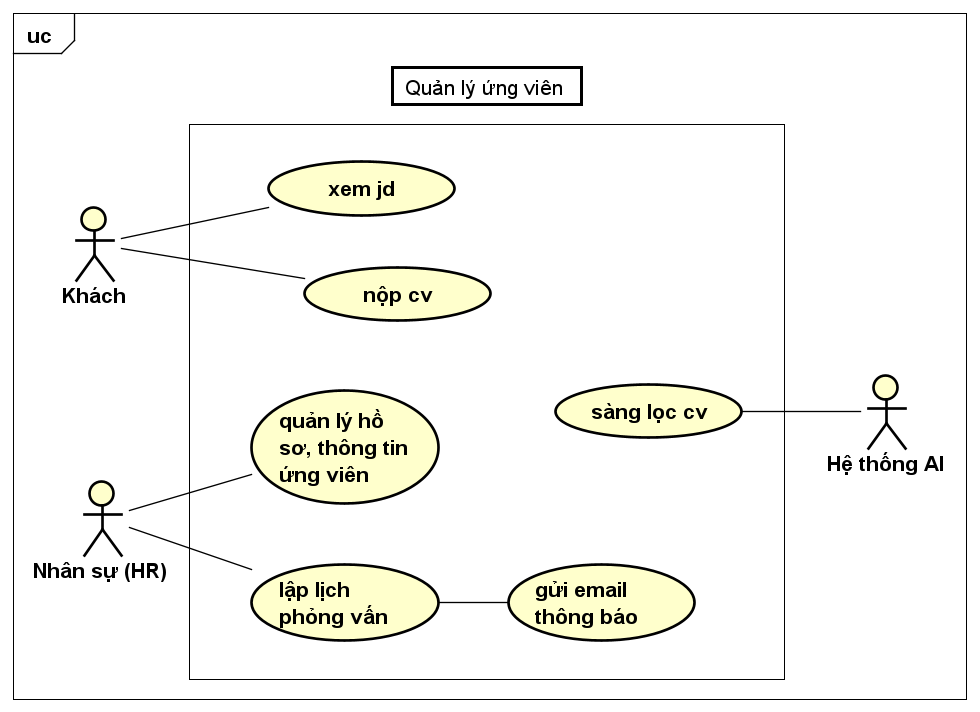 uc
Quản lý ứng viên
xem jd
Khách
nộp cv
quản lý hồ
sơ, thông tin
ứng viên
sàng lọc cv
Hệ thống AI
Nhân sự (HR)
lập lịch
phỏng vấn
gửi email
thông báo